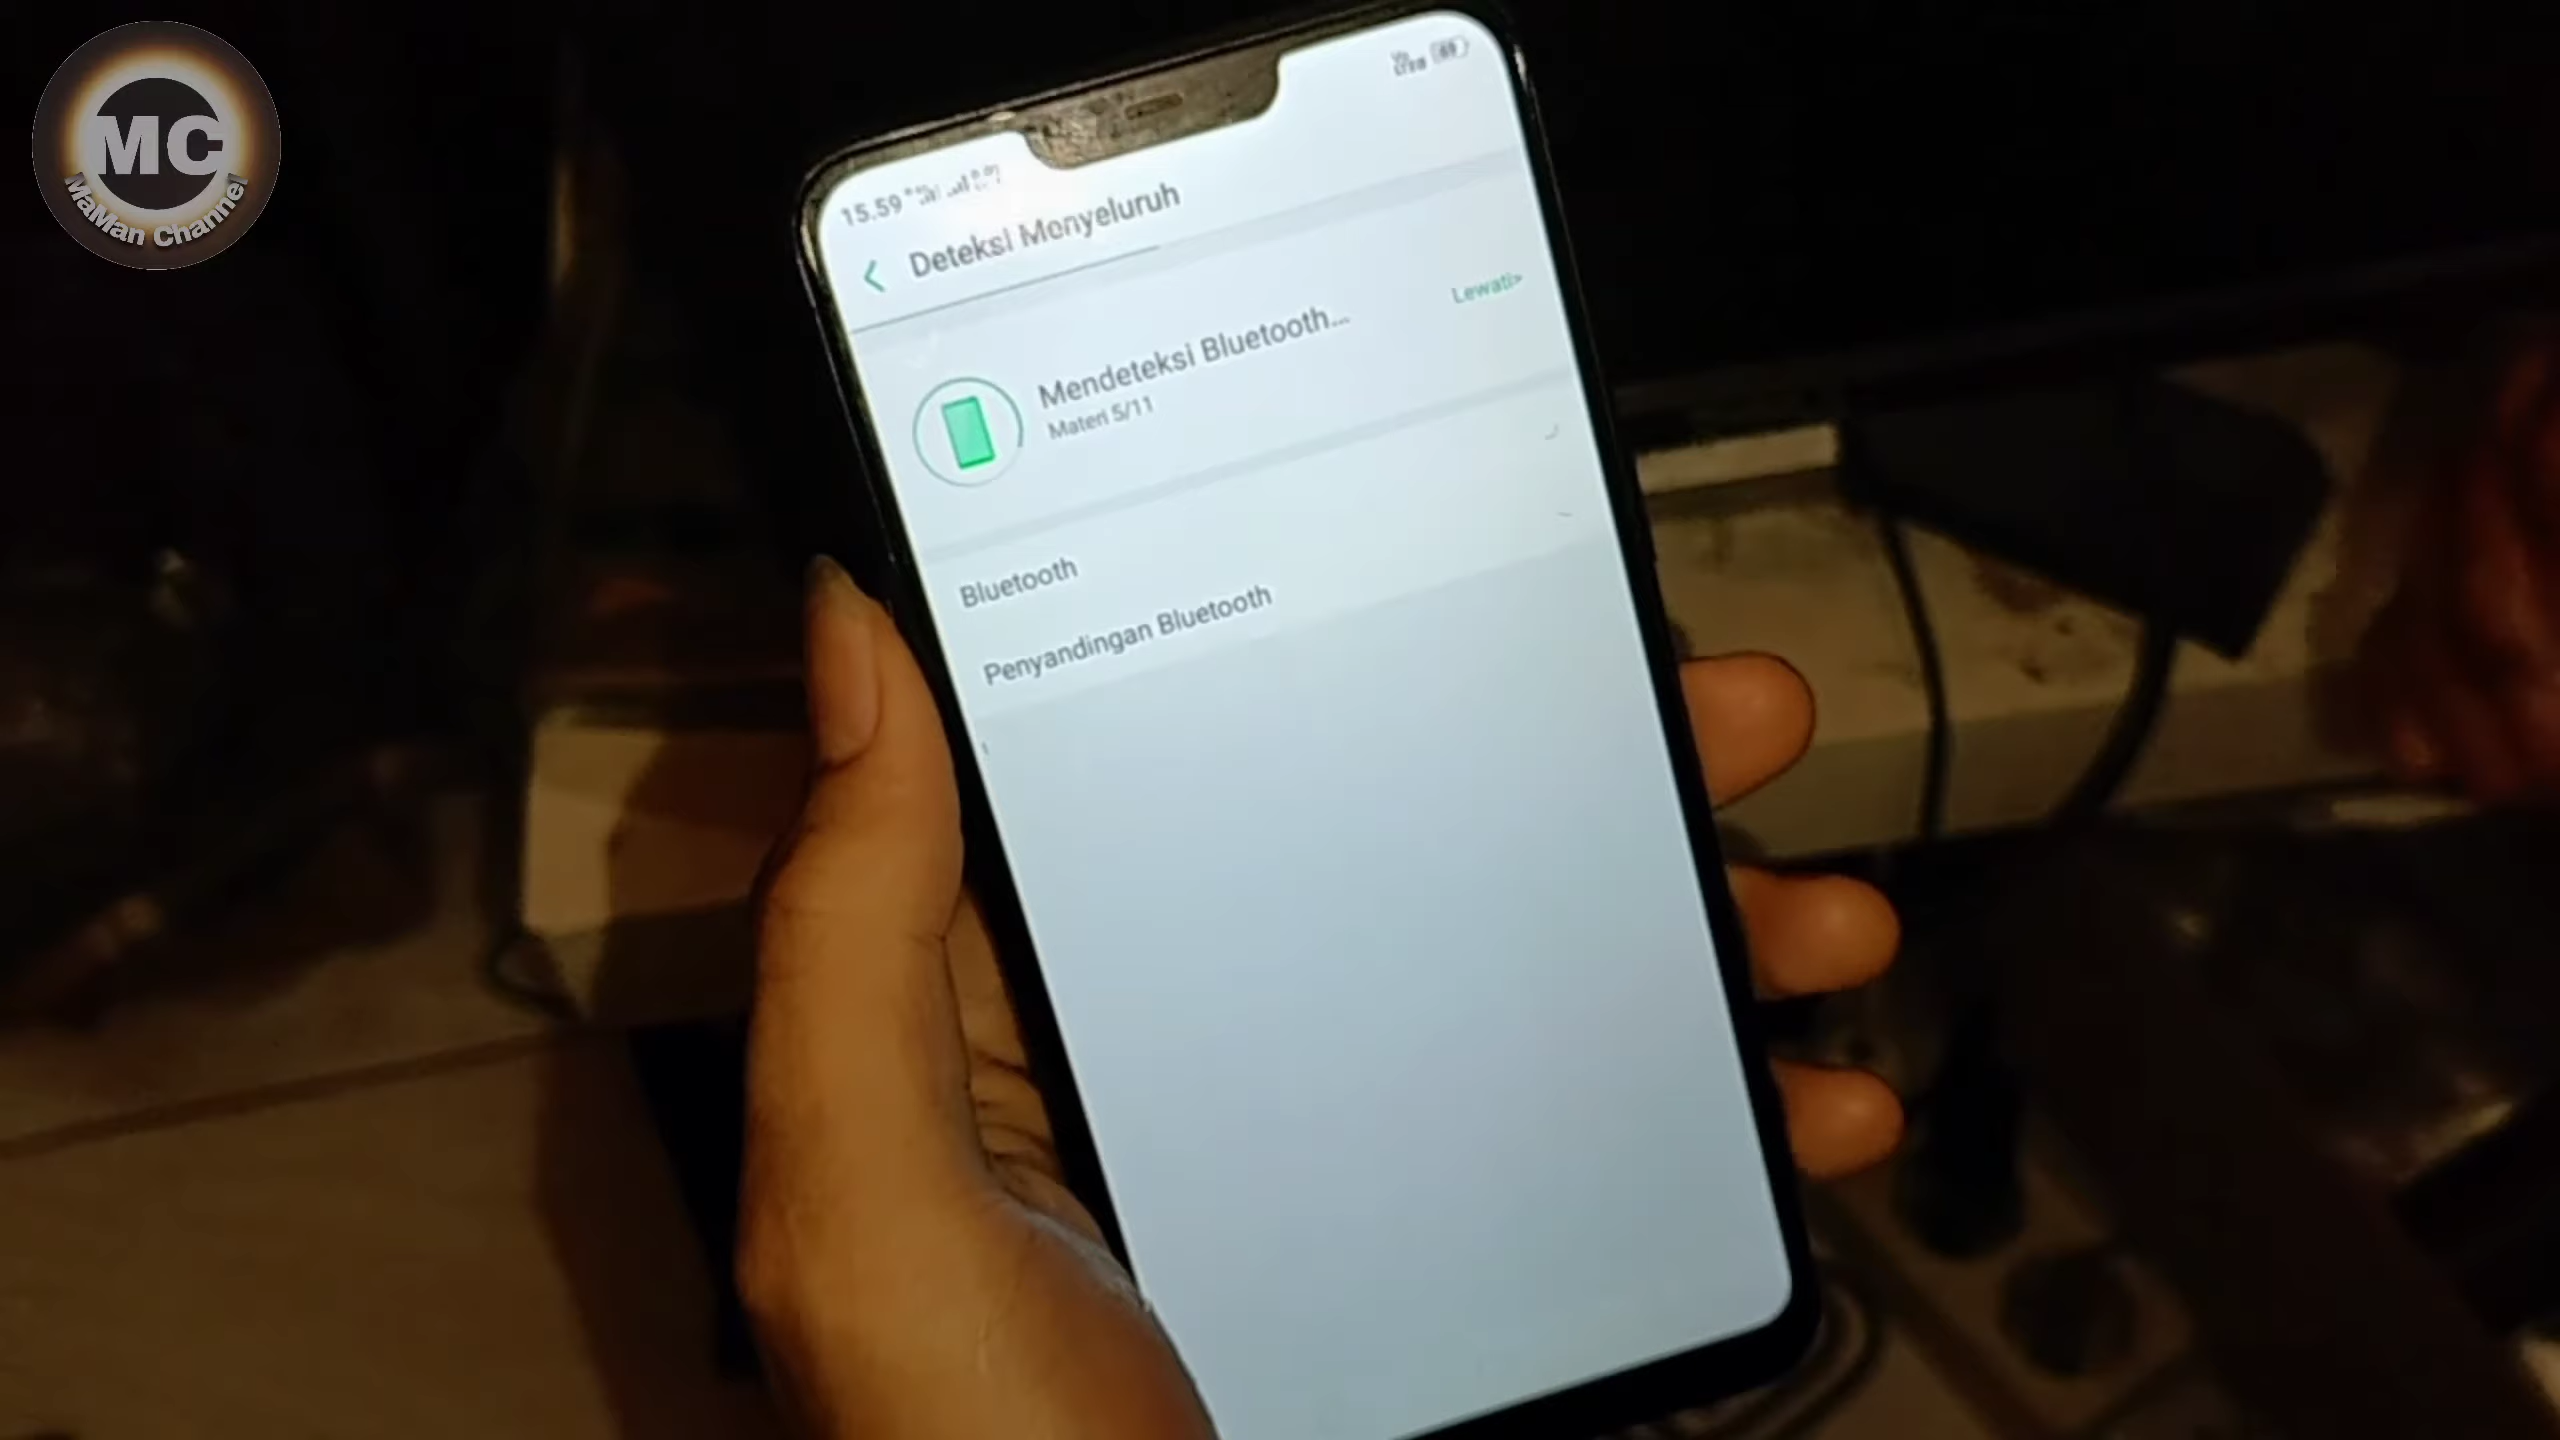 MC
MaMan Channel
15.59
Deteksi Menyeluruh
Mendeteksi Bluetooth...
Lewati>
Materi 5/11
Bluetooth
Penyandingan Bluetooth